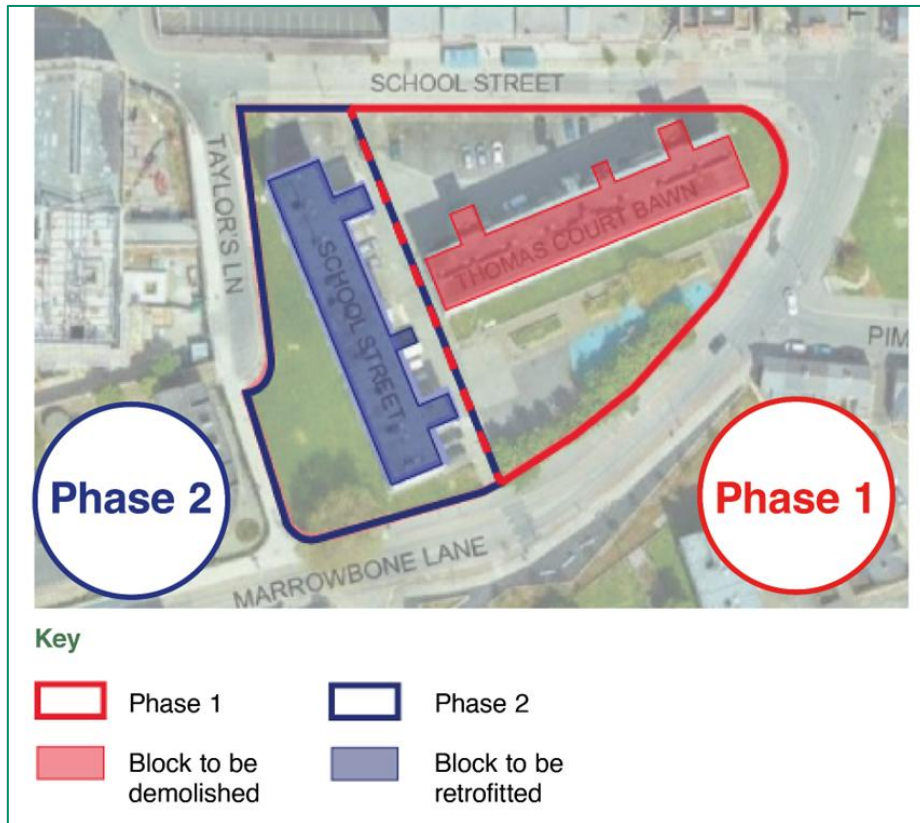 SCHOOL STREET
TAYLOR'S LN
THOMAS COURT BAWN
SCHOOL STREET
PIM
Phase 2
Phase 1
MARROWBONE LANE
Key
Phase 1
Phase 2
Block to be
demolished
Block to be
retrofitted